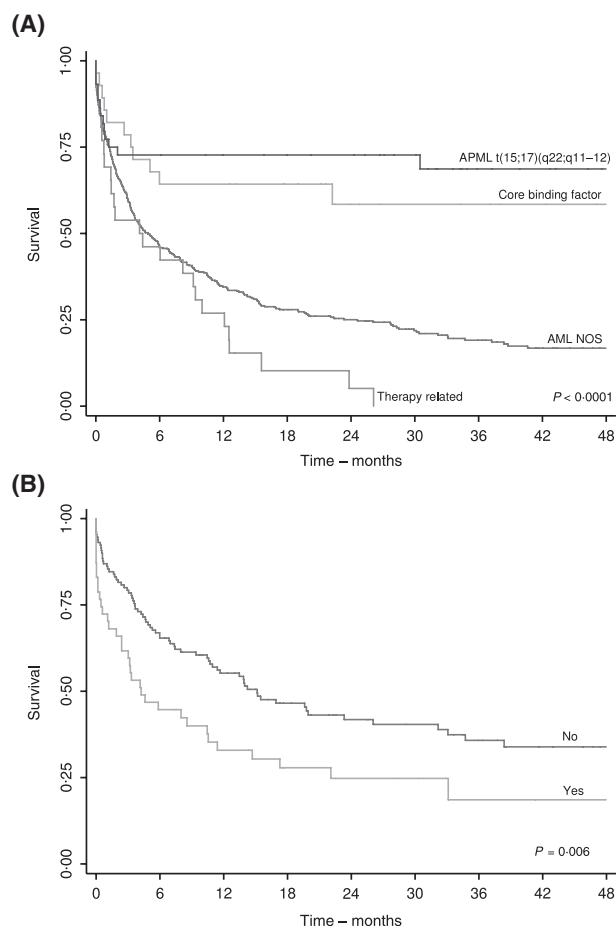 (A)
1·00
0·75
0·50
0·25
0·00
Survival
APML t(15;17)(q22;q11–12)
Core binding factor
AML NOS
Therapy related
P < 0·0001
0 6 12 18 24 30 36 42 48
Time – months
(B)
1·00
0·75
0·50
0·25
0·00
Survival
No
Yes
P = 0·006
0 6 12 18 24 30 36 42 48
Time – months